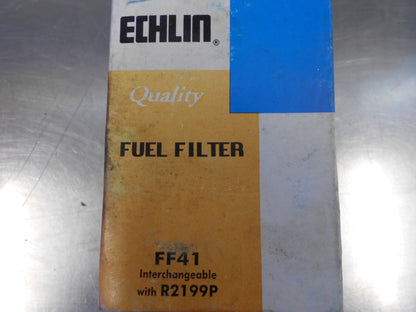 ECHLIN®
Quality
FUEL FILTER
FF41
Interchangeable
with R2199P